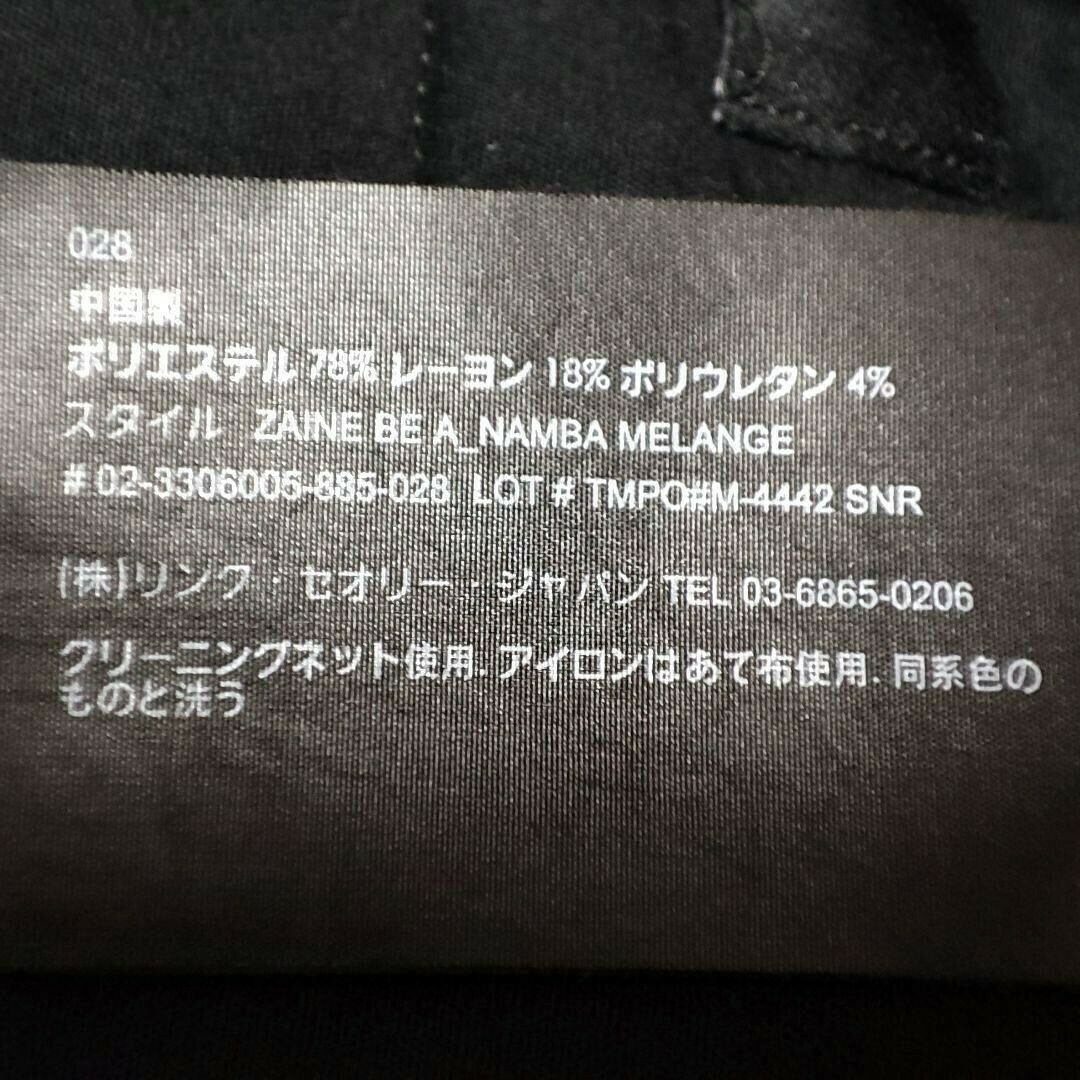 028
中国製
ポリエステル 78% レーヨン 18% ポリウレタン 4%
スタイル ZAINE BE A_NAMBA MELANGE
#02-3306005-885-028 LOT # TMPO#M-4442 SNR
(株)リンク・セオリー・ジャパン TEL 03-6865-0206
クリーニングネット使用. アイロンはあて布使用. 同系色の
ものと洗う